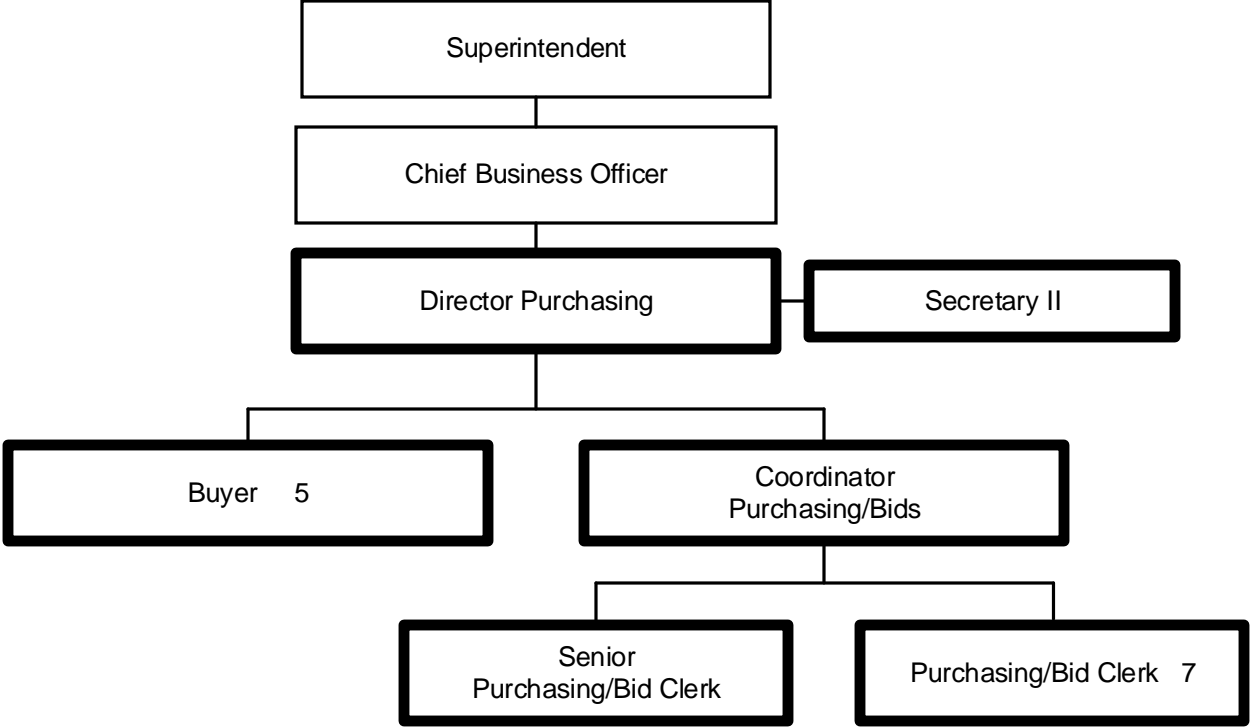 Superintendent
Chief Business Officer
Director Purchasing
Secretary II
Buyer 5
Coordinator
Purchasing/Bids
Senior
Purchasing/Bid Clerk
Purchasing/Bid Clerk 7